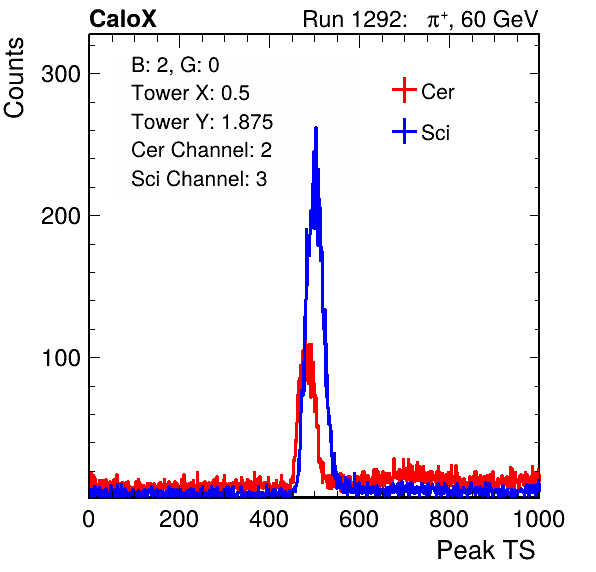 CaloX Run 1292: π⁺, 60 GeV
Counts
B: 2, G: 0
Tower X: 0.5
Tower Y: 1.875
Cer Channel: 2
Sci Channel: 3
Cer
Sci
300
200
100
0 200 400 600 800 1000
Peak TS